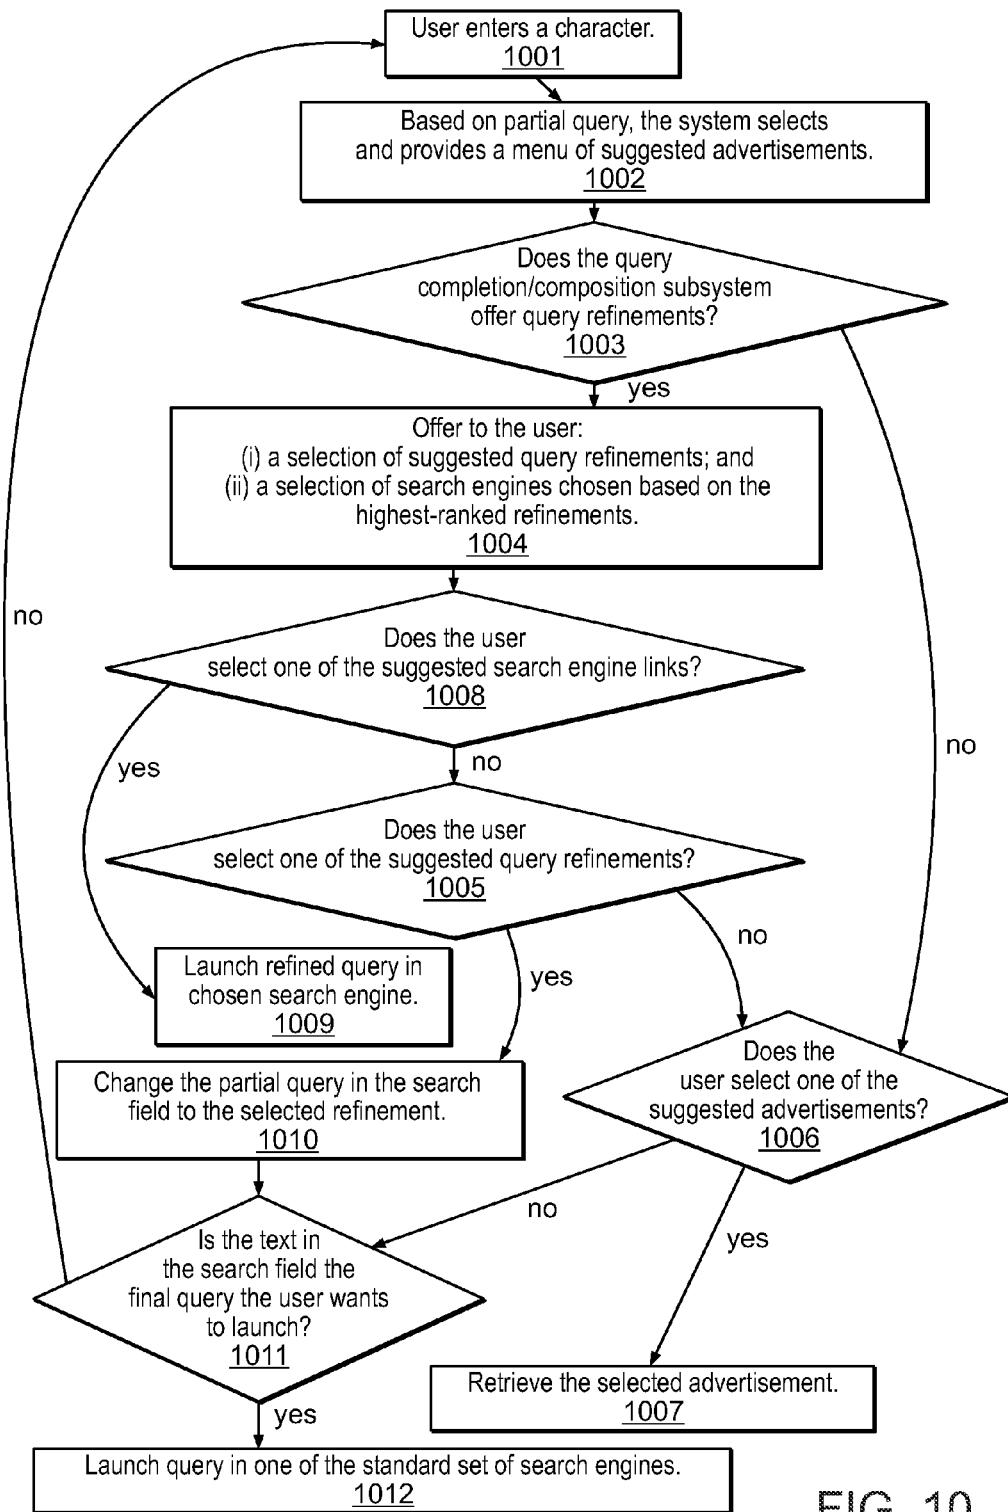 User enters a character.
1001
Based on partial query, the system selects
and provides a menu of suggested advertisements.
1002
Does the query
completion/composition subsystem
offer query refinements?
1003
yes
Offer to the user:
(i) a selection of suggested query refinements; and
(ii) a selection of search engines chosen based on the
highest-ranked refinements.
1004
no
Does the user
select one of the suggested search engine links?
1008
no
yes
no
Does the user
select one of the suggested query refinements?
1005
no
yes
Launch refined query in
chosen search engine.
1009
Does the
user select one of the
suggested advertisements?
1006
Change the partial query in the search
field to the selected refinement.
1010
no
yes
Is the text in
the search field the
final query the user wants
to launch?
1011
Retrieve the selected advertisement.
1007
yes
Launch query in one of the standard set of search engines.
1012
FIG. 10